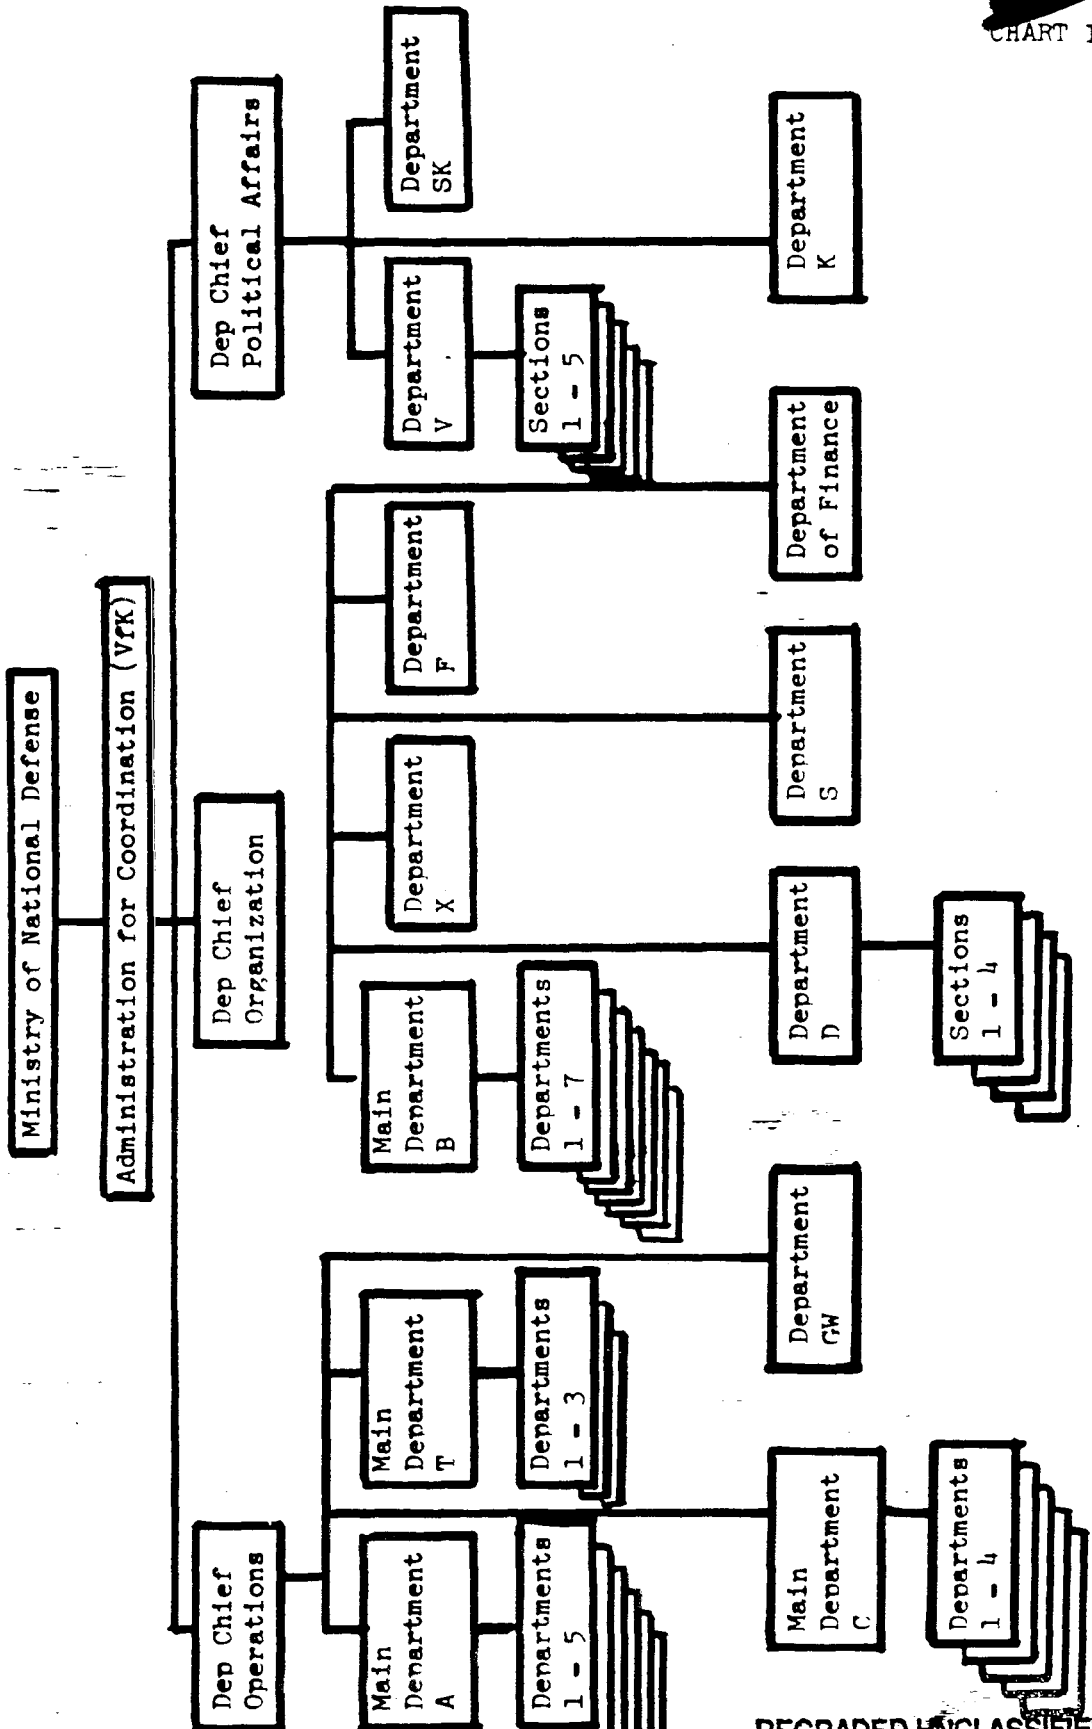 CHART 1
Ministry of National Defense
Administration for Coordination (VfK)
Dep Chief
Operations
Dep Chief
Organization
Dep Chief
Political Affairs
Main
Department
A
Departments
1 - 5
Main
Department
T
Departments
1 - 3
Main
Department
C
Departments
1 - 4
Department
GW
Main
Department
B
Departments
1 - 7
Department
X
Department
F
Department
D
Sections
1 - 4
Department
S
Department
of Finance
Department
V
Sections
1 - 5
Department
SK
Department
K
REGRADED UNCLASSIFIE